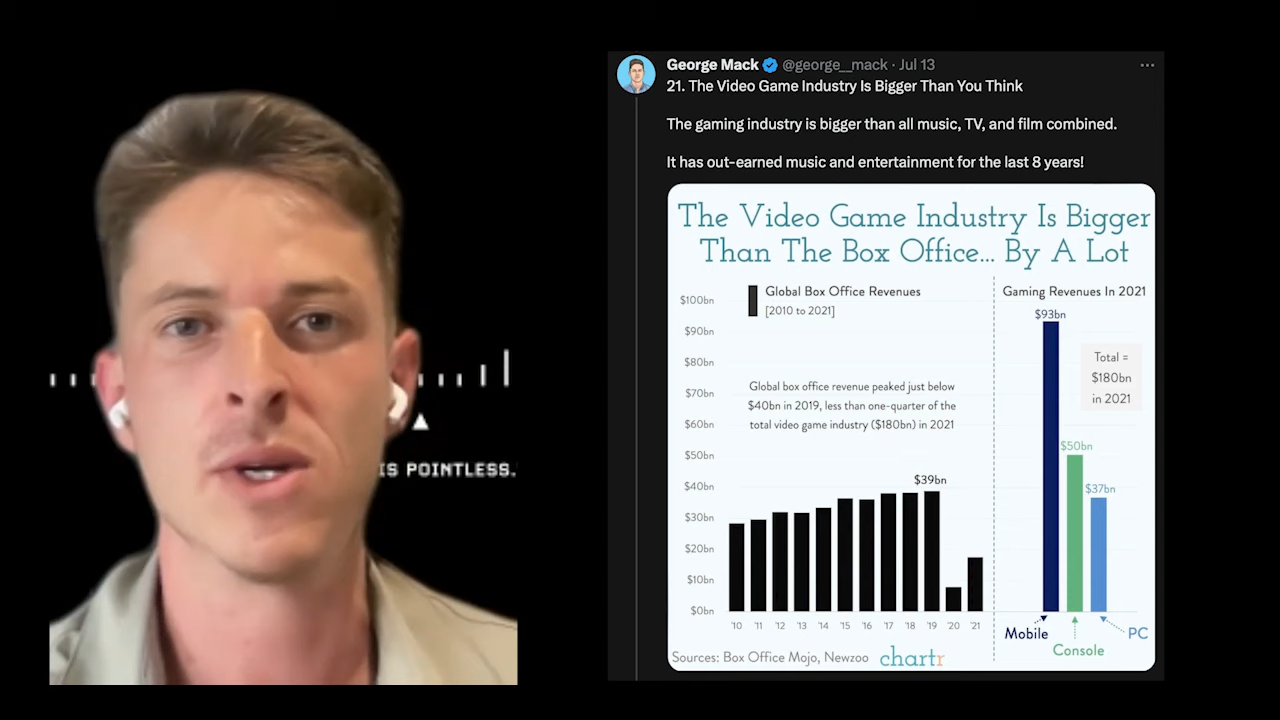 IS POINTLESS.
George Mack @george__mack · Jul 13 ...
21. The Video Game Industry Is Bigger Than You Think
The gaming industry is bigger than all music, TV, and film combined.
It has out-earned music and entertainment for the last 8 years!
The Video Game Industry Is Bigger
Than The Box Office... By A Lot
Global Box Office Revenues
[2010 to 2021]
$100bn
$90bn
$80bn
$70bn
$60bn
$50bn
$40bn
$30bn
$20bn
$10bn
$0bn
Global box office revenue peaked just below
$40bn in 2019, less than one-quarter of the
total video game industry ($180bn) in 2021
$39bn
'10 '11 '12 '13 '14 '15 '16 '17 '18 '19 '20 '21
Gaming Revenues In 2021
$93bn
Total =
$180bn
in 2021
$50bn
$37bn
Mobile
Console
PC
Sources: Box Office Mojo, Newzoo chartr